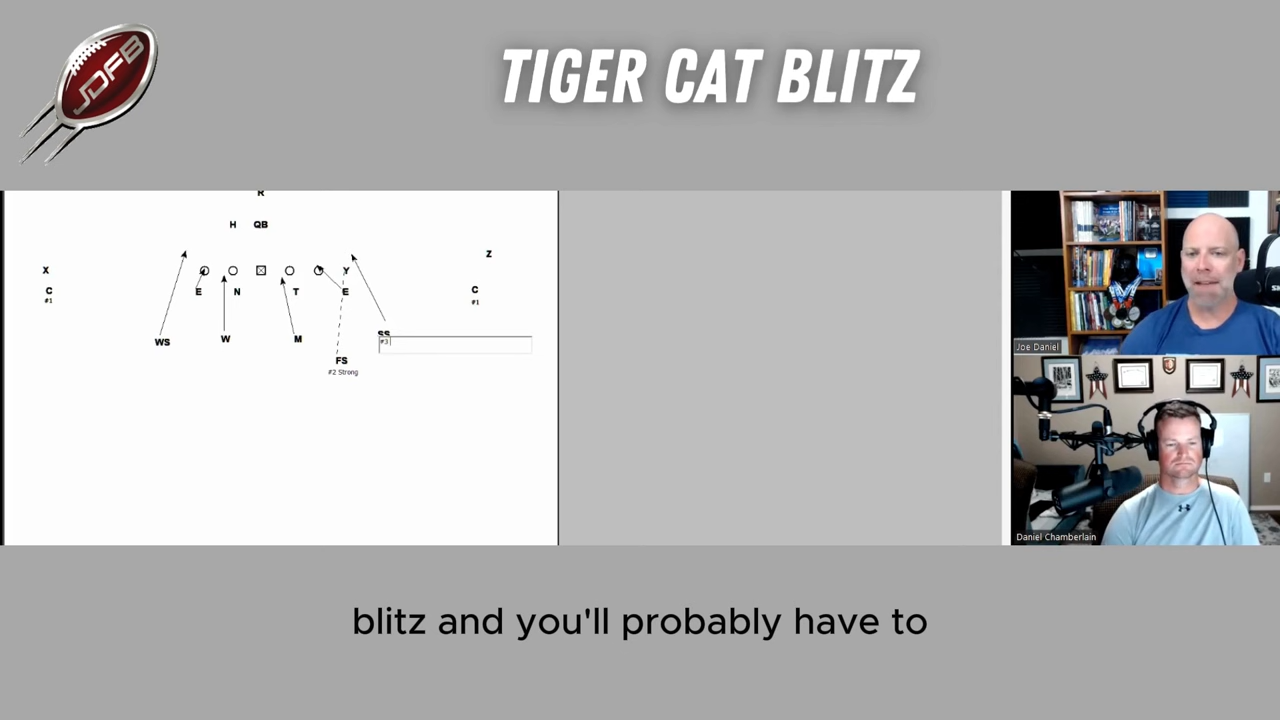 JDFB
TIGER CAT BLITZ
R
H QB
Z
X
Y
C E N T E C
#1 #1
SS
WS W M #3
FS
#2 Strong
Joe Daniel
Daniel Chamberlain
blitz and you'll probably have to